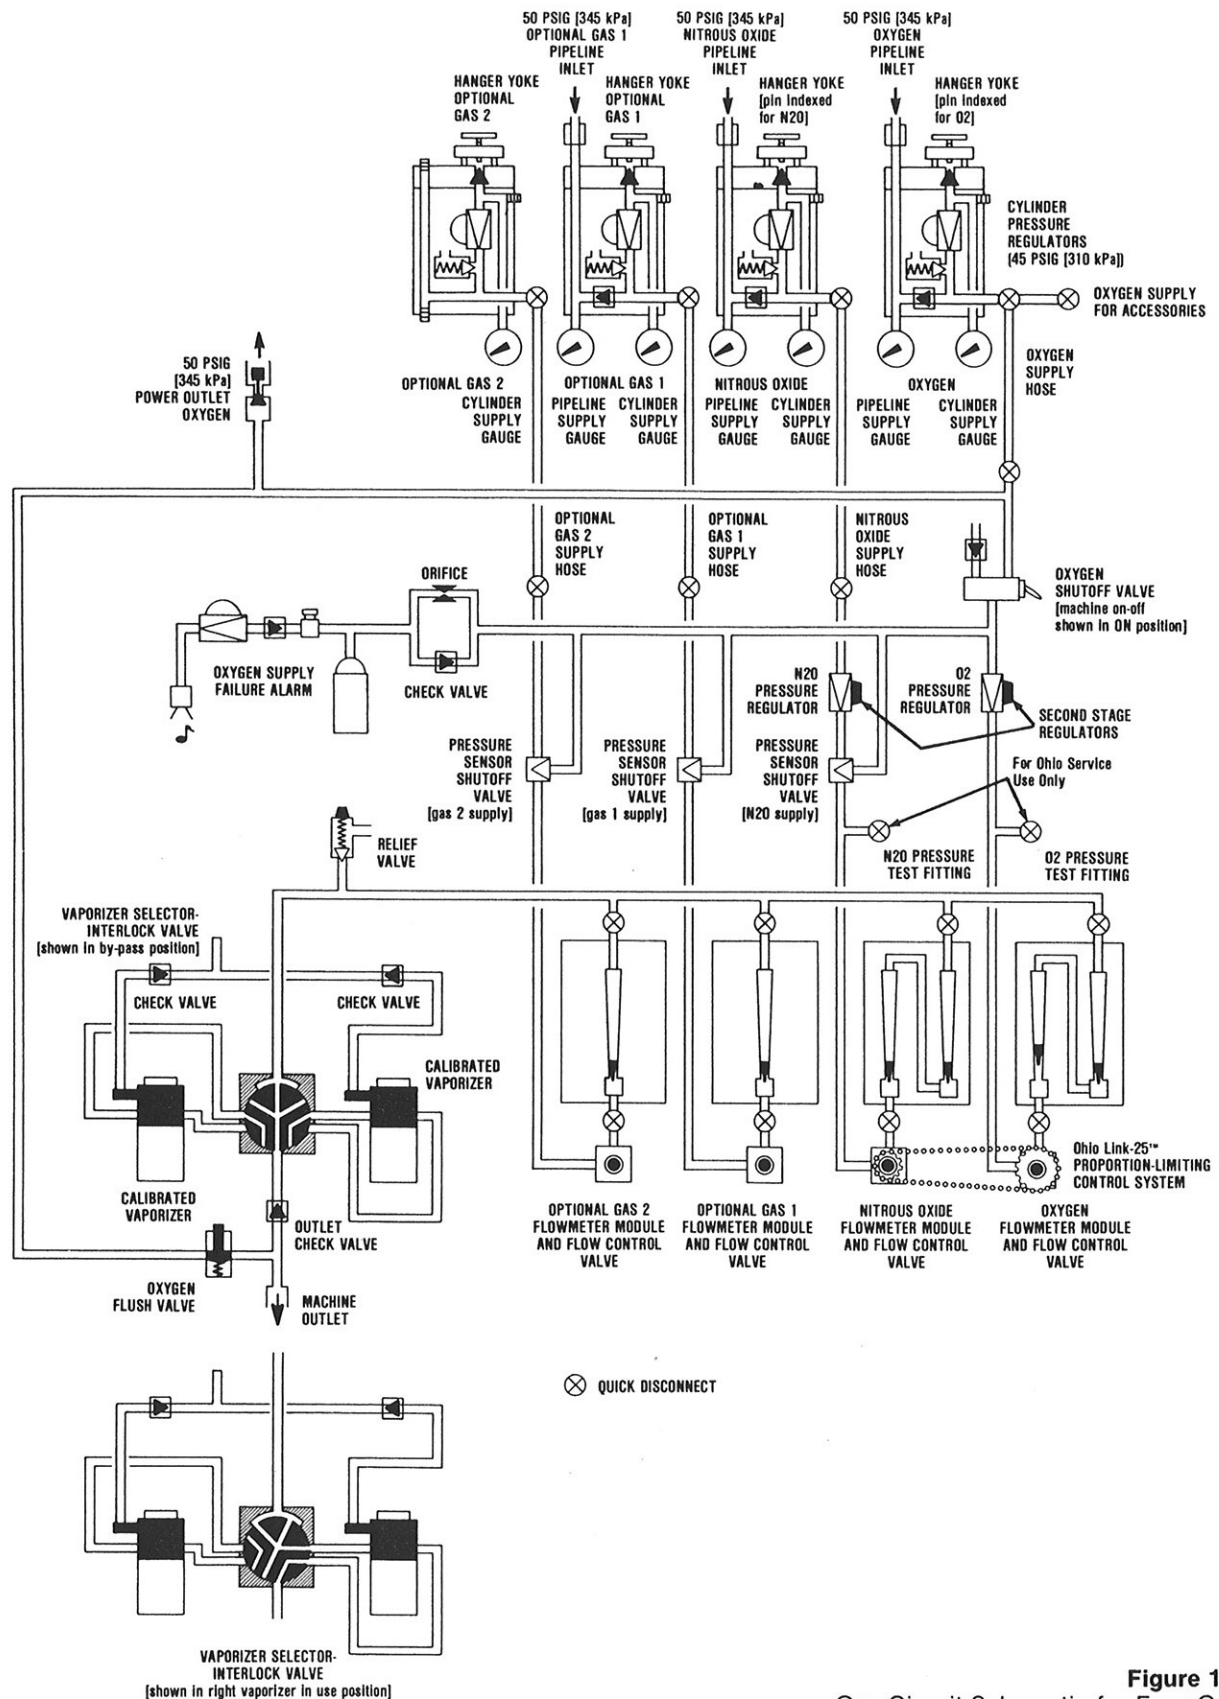 50 PSIG [345 kPa]
OPTIONAL GAS 1
PIPELINE
INLET
50 PSIG [345 kPa]
NITROUS OXIDE
PIPELINE
INLET
50 PSIG [345 kPa]
OXYGEN
PIPELINE
INLET
HANGER YOKE
OPTIONAL
GAS 2
HANGER YOKE
OPTIONAL
GAS 1
HANGER YOKE
[pin indexed
for N20]
HANGER YOKE
[pin indexed
for O2]
CYLINDER
PRESSURE
REGULATORS
(45 PSIG [310 kPa])
OXYGEN SUPPLY
FOR ACCESSORIES
50 PSIG
[345 kPa]
POWER OUTLET
OXYGEN
OPTIONAL GAS 2
CYLINDER
SUPPLY
GAUGE
OPTIONAL GAS 1
PIPELINE
SUPPLY
GAUGE
CYLINDER
SUPPLY
GAUGE
NITROUS OXIDE
PIPELINE
SUPPLY
GAUGE
CYLINDER
SUPPLY
GAUGE
OXYGEN
PIPELINE
SUPPLY
GAUGE
CYLINDER
SUPPLY
GAUGE
OXYGEN
SUPPLY
HOSE
OPTIONAL
GAS 2
SUPPLY
HOSE
OPTIONAL
GAS 1
SUPPLY
HOSE
NITROUS
OXIDE
SUPPLY
HOSE
OXYGEN
SHUTOFF VALVE
[machine on-off
shown in ON position]
ORIFICE
OXYGEN SUPPLY
FAILURE ALARM
CHECK VALVE
N20
PRESSURE
REGULATOR
O2
PRESSURE
REGULATOR
SECOND STAGE
REGULATORS
PRESSURE
SENSOR
SHUTOFF
VALVE
[gas 2 supply]
PRESSURE
SENSOR
SHUTOFF
VALVE
[gas 1 supply]
PRESSURE
SENSOR
SHUTOFF
VALVE
[N20 supply]
For Ohio Service
Use Only
RELIEF
VALVE
N20 PRESSURE
TEST FITTING
O2 PRESSURE
TEST FITTING
VAPORIZER SELECTOR-
INTERLOCK VALVE
[shown in by-pass position]
CHECK VALVE
CHECK VALVE
CALIBRATED
VAPORIZER
CALIBRATED
VAPORIZER
OUTLET
CHECK VALVE
OXYGEN
FLUSH VALVE
MACHINE
OUTLET
Ohio Link-25™
PROPORTION-LIMITING
CONTROL SYSTEM
OPTIONAL GAS 2
FLOWMETER MODULE
AND FLOW CONTROL
VALVE
OPTIONAL GAS 1
FLOWMETER MODULE
AND FLOW CONTROL
VALVE
NITROUS OXIDE
FLOWMETER MODULE
AND FLOW CONTROL
VALVE
OXYGEN
FLOWMETER MODULE
AND FLOW CONTROL
VALVE
QUICK DISCONNECT
VAPORIZER SELECTOR-
INTERLOCK VALVE
[shown in right vaporizer in use position]
Figure 1